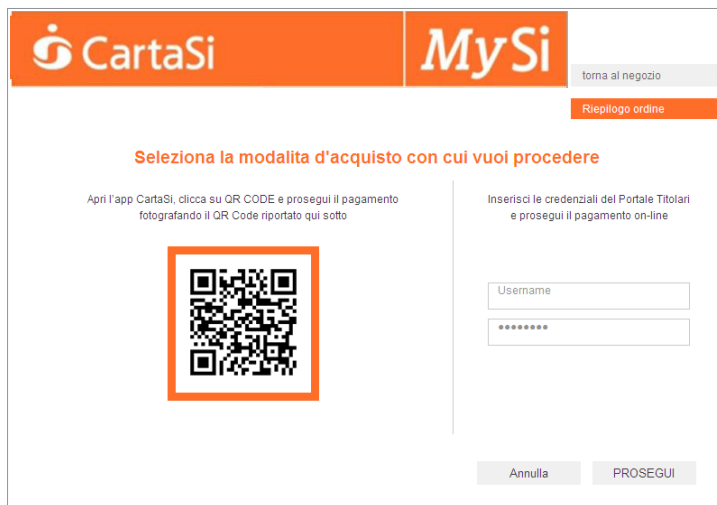 CartaSi
MySi
torna al negozio
Riepilogo ordine
Seleziona la modalita d'acquisto con cui vuoi procedere
Apri l'app CartaSi, clicca su QR CODE e prosegui il pagamento
fotografando il QR Code riportato qui sotto
Inserisci le credenziali del Portale Titolari
e prosegui il pagamento on-line
Username
••••••••
Annulla
PROSEGUI